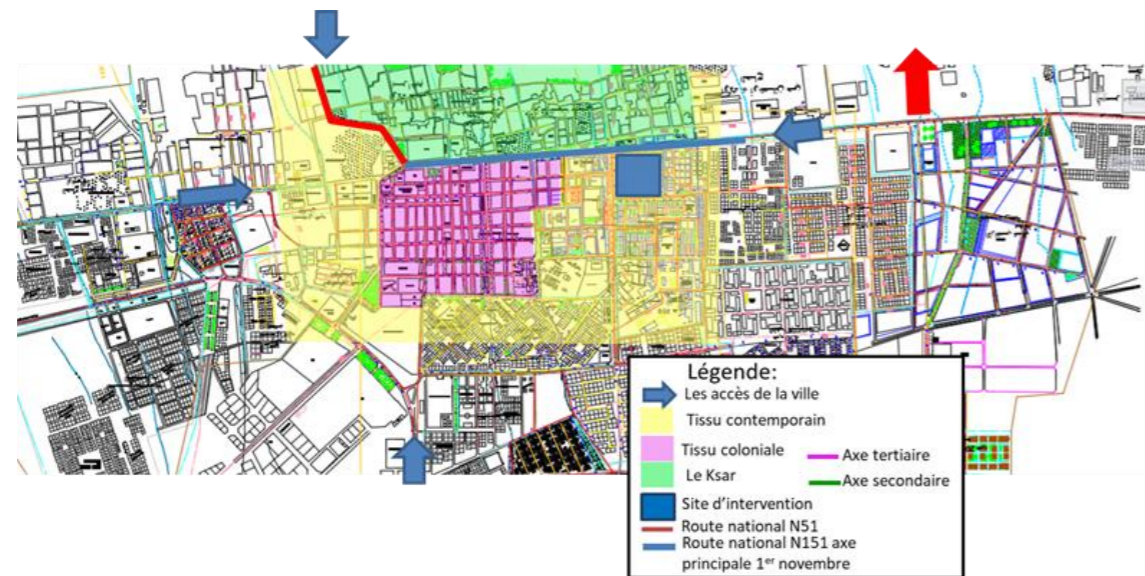 Légende:
Les accès de la ville
Tissu contemporain
Tissu coloniale
Axe tertiaire
Le Ksar
Axe secondaire
Site d'intervention
Route national N51
Route national N151 axe
principale 1er novembre